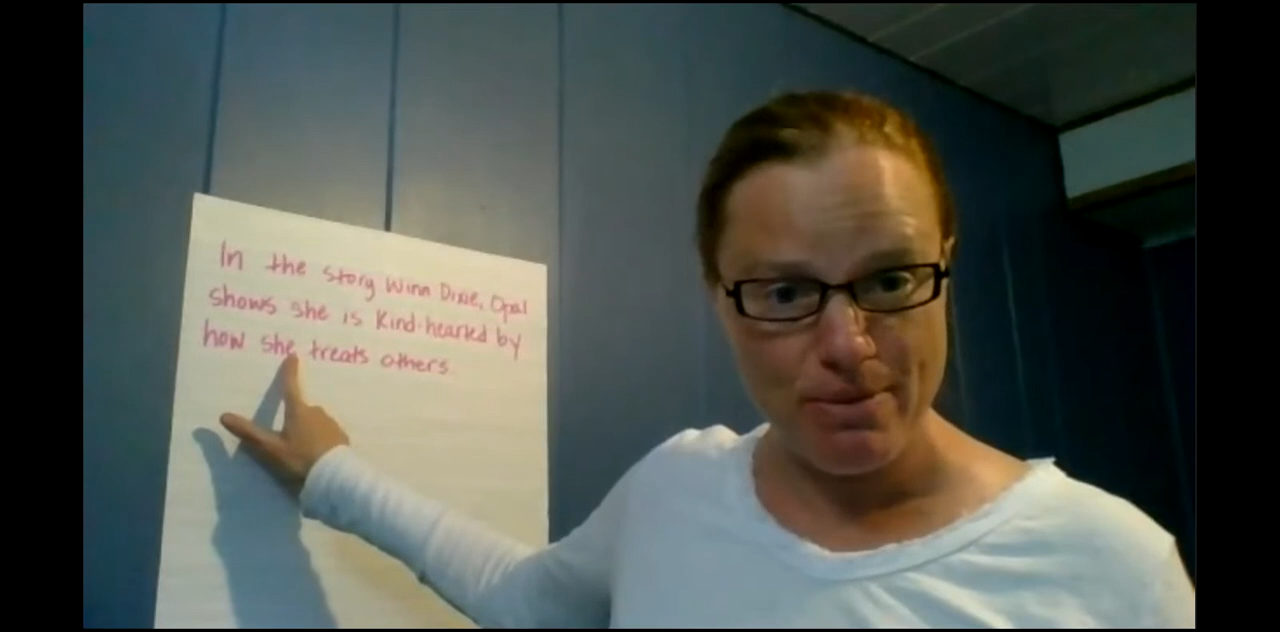 In the story Winn Dixie, Opal
shows she is kind-hearted by
how she treats others.